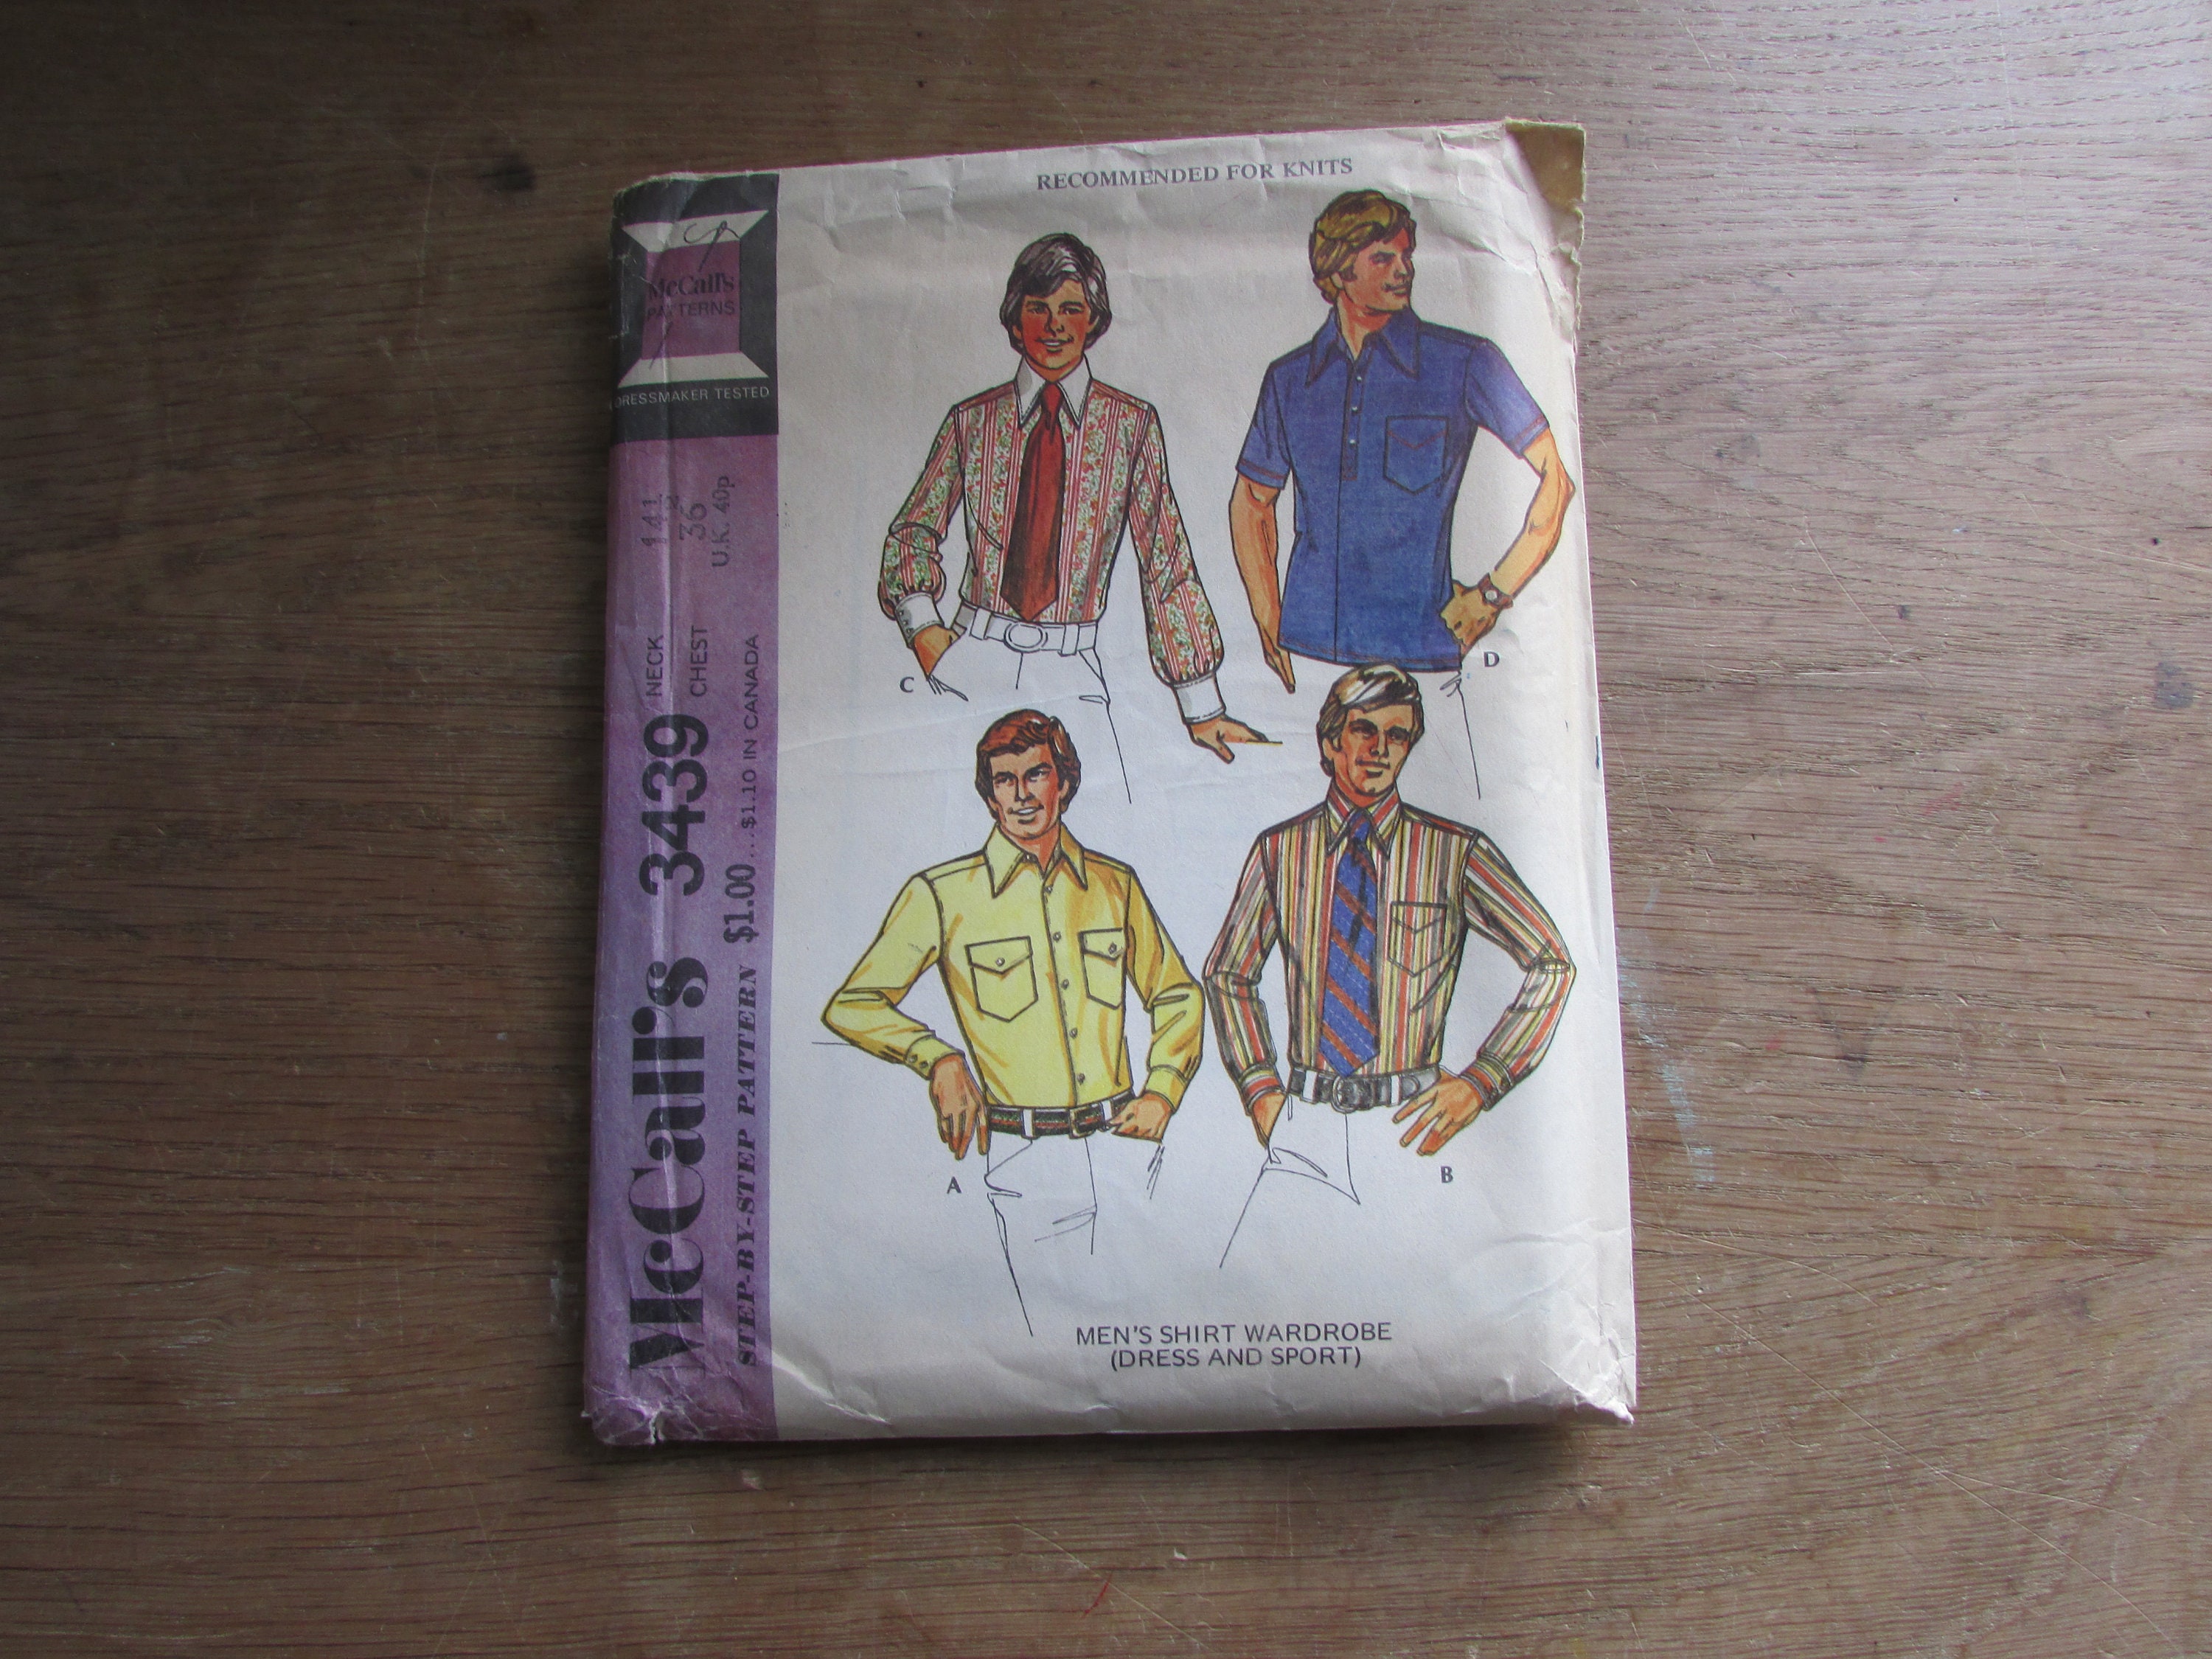 RECOMMENDED FOR KNITS
McCall's
PATTERNS
DRESSMAKER TESTED
14½ NECK
36 CHEST
U.K. 40p
McCall's 3439
STEP-BY-STEP PATTERN $1.00...$1.10 IN CANADA
C
D
A
B
MEN'S SHIRT WARDROBE
(DRESS AND SPORT)